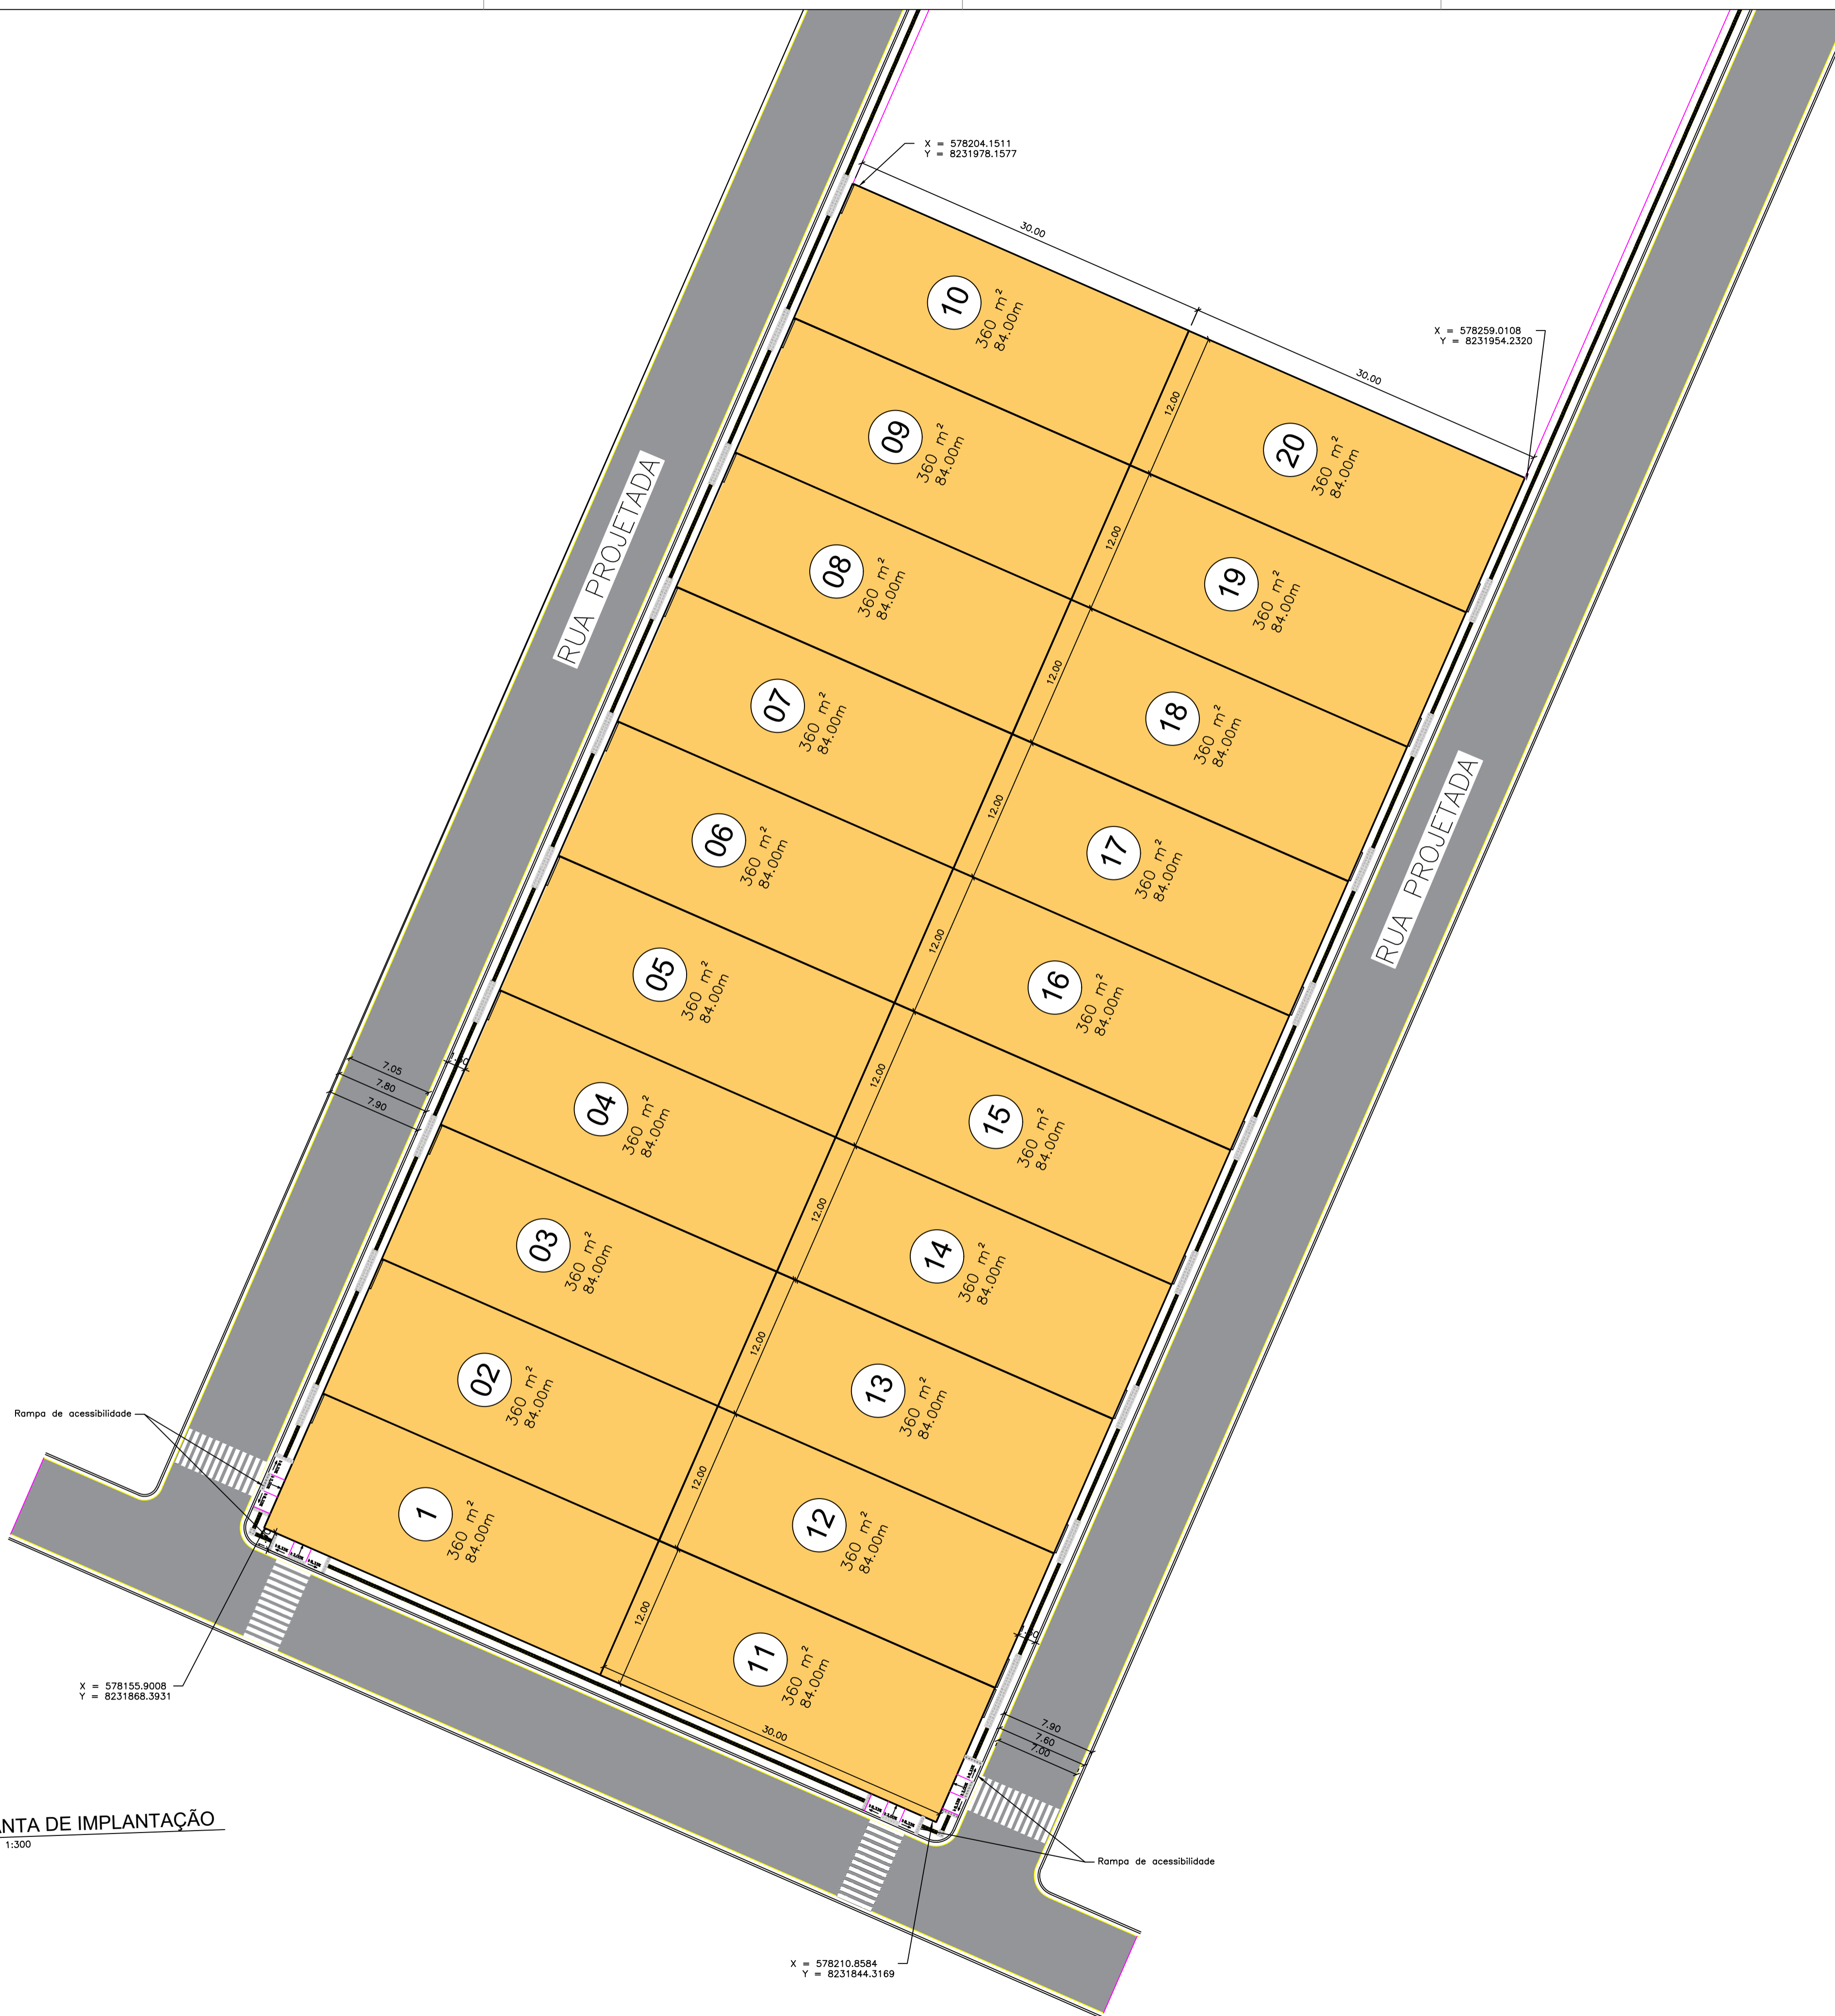 X = 578204.1511
Y = 8231978.1577
30.00
X = 578259.0108
Y = 8231954.2320
30.00
10
360 m²
84.00m
12.00
20
360 m²
84.00m
09
360 m²
84.00m
12.00
19
360 m²
84.00m
RUA PROJETADA
08
360 m²
84.00m
12.00
18
360 m²
84.00m
07
360 m²
84.00m
12.00
17
360 m²
84.00m
RUA PROJETADA
06
360 m²
84.00m
12.00
16
360 m²
84.00m
05
360 m²
84.00m
12.00
15
360 m²
84.00m
7.05
7.80
7.90
04
360 m²
84.00m
12.00
14
360 m²
84.00m
03
360 m²
84.00m
12.00
13
360 m²
84.00m
02
360 m²
84.00m
12.00
12
360 m²
84.00m
Rampa de acessibilidade
1
360 m²
84.00m
12.00
11
360 m²
84.00m
30.00
X = 578155.9008
Y = 8231868.3931
7.90
7.60
7.00
NTA DE IMPLANTAÇÃO
1:300
Rampa de acessibilidade
X = 578210.8584
Y = 8231844.3169